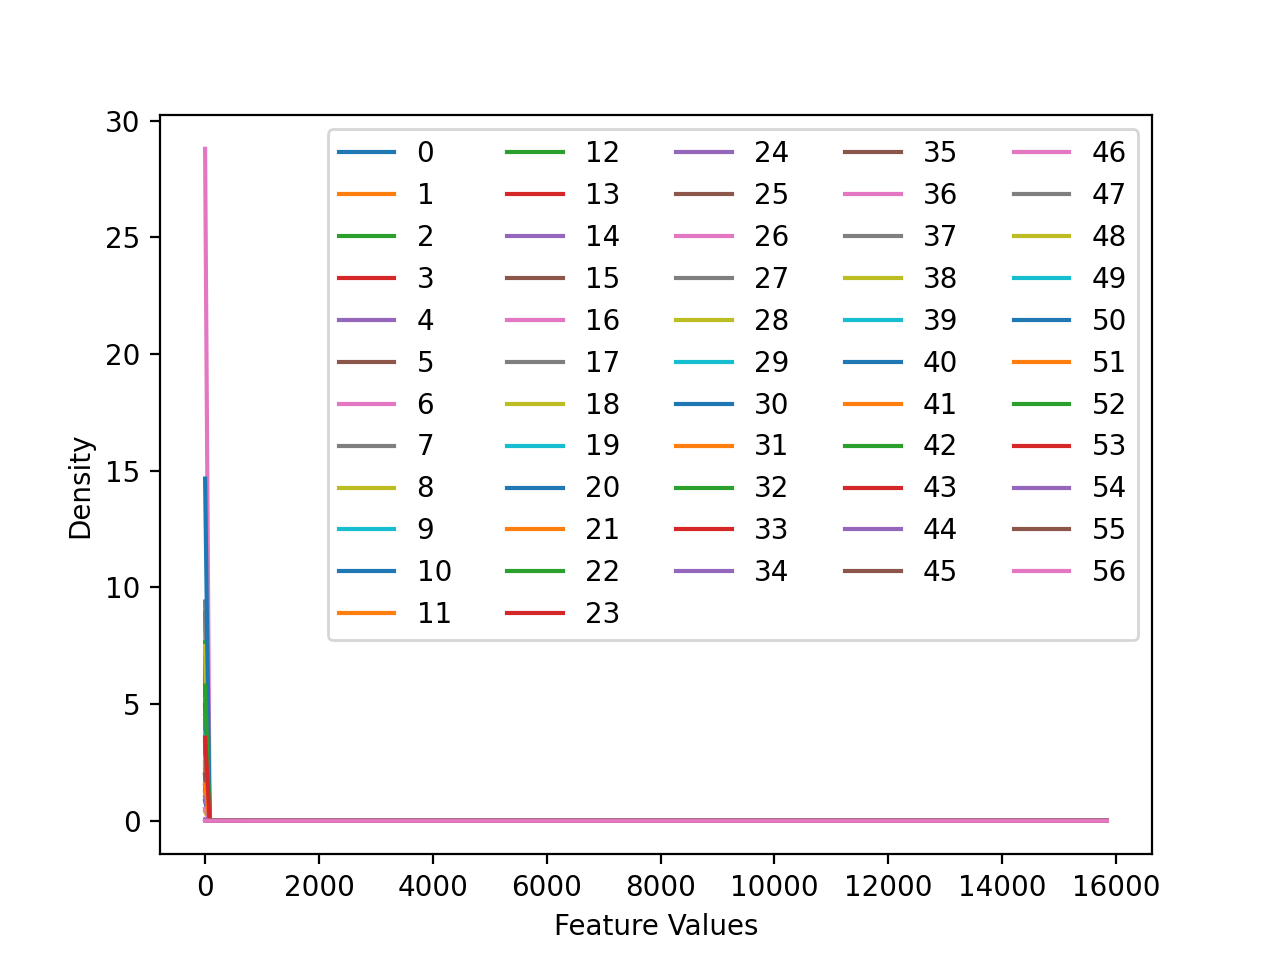 30
25
20
15
10
5
0
Density
0 12 24 35 46
1 13 25 36 47
2 14 26 37 48
3 15 27 38 49
4 16 28 39 50
5 17 29 40 51
6 18 30 41 52
7 19 31 42 53
8 20 32 43 54
9 21 33 44 55
10 22 34 45 56
11 23
0 2000 4000 6000 8000 10000 12000 14000 16000
Feature Values